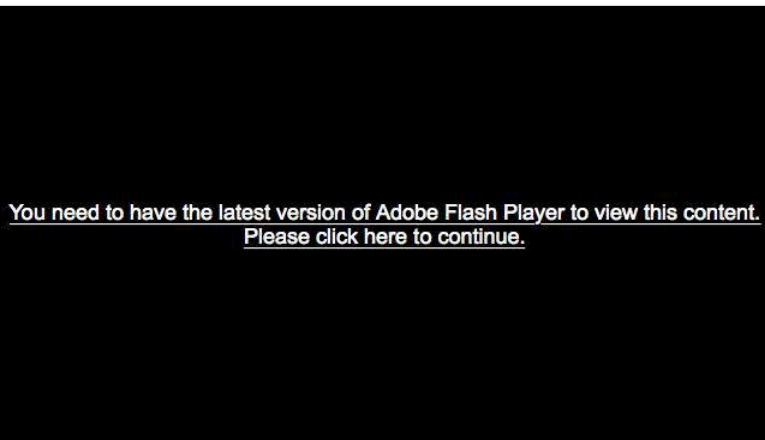 You need to have the latest version of Adobe Flash Player to view this content.
Please click here to continue.